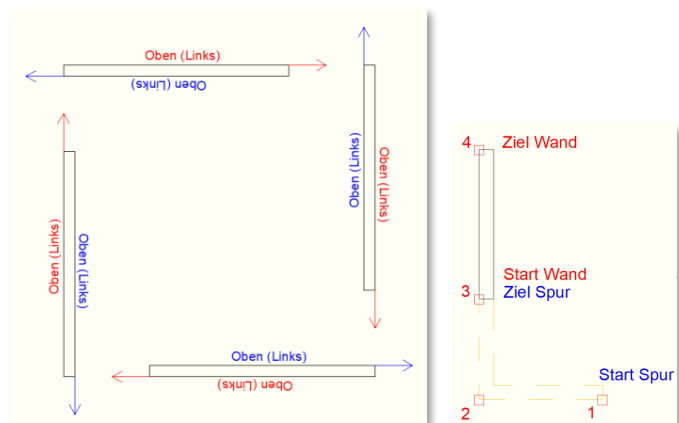 Oben (Links)
Oben (Links)
Oben (Links)
Oben (Links)
Oben (Links)
Oben (Links)
Oben (Links)
Oben (Links)
4 Ziel Wand
Start Wand
3 Ziel Spur
Start Spur
2 1